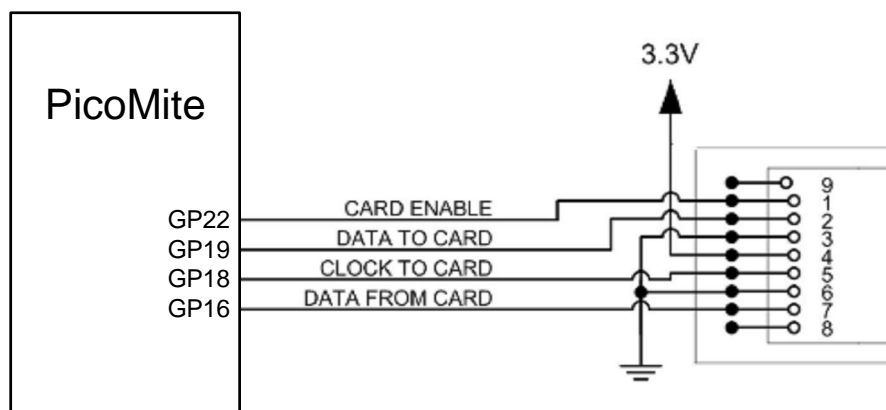 3.3V
PicoMite
GP22 CARD ENABLE
GP19 DATA TO CARD
GP18 CLOCK TO CARD
GP16 DATA FROM CARD
9
1
2
3
4
5
6
7
8